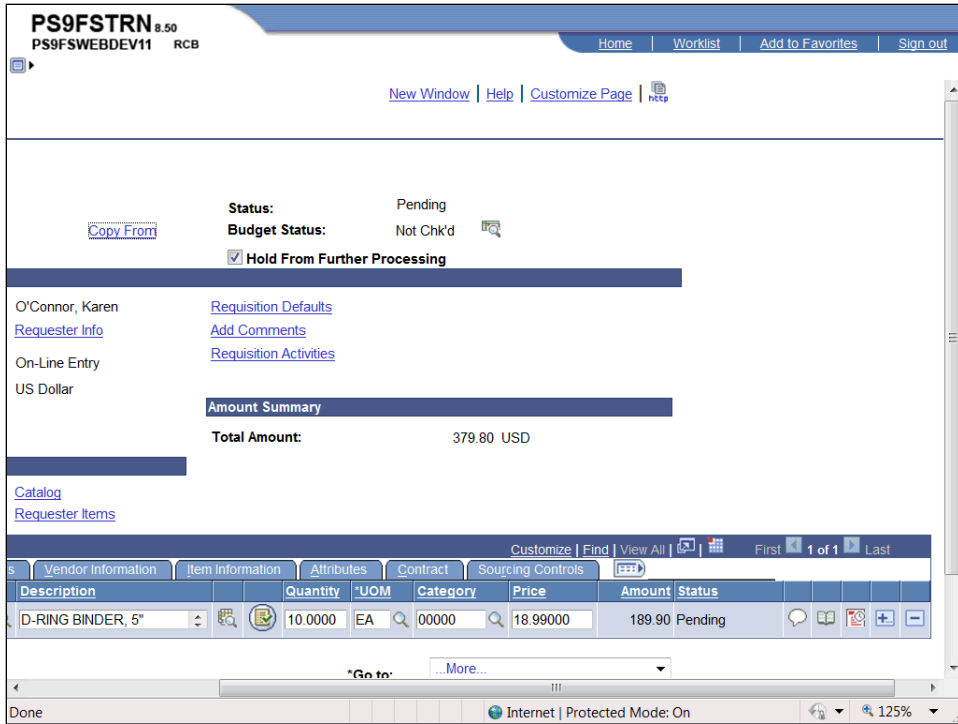 PS9FSTRN 8.50
PS9FSWEBDEV11 RCB
Home | Worklist | Add to Favorites | Sign out
New Window | Help | Customize Page | http
Status: Pending
Copy From Budget Status: Not Chk'd
Hold From Further Processing
O'Connor, Karen Requisition Defaults
Requester Info Add Comments
Requisition Activities
On-Line Entry
US Dollar
Amount Summary
Total Amount: 379.80 USD
Catalog
Requester Items
Customize | Find | View All | First 1 of 1 Last
s Vendor Information Item Information Attributes Contract Sourcing Controls
Description Quantity *UOM Category Price Amount Status
D-RING BINDER, 5" 10.0000 EA 00000 18.99000 189.90 Pending
*Go to: ...More...
Done Internet | Protected Mode: On 125%